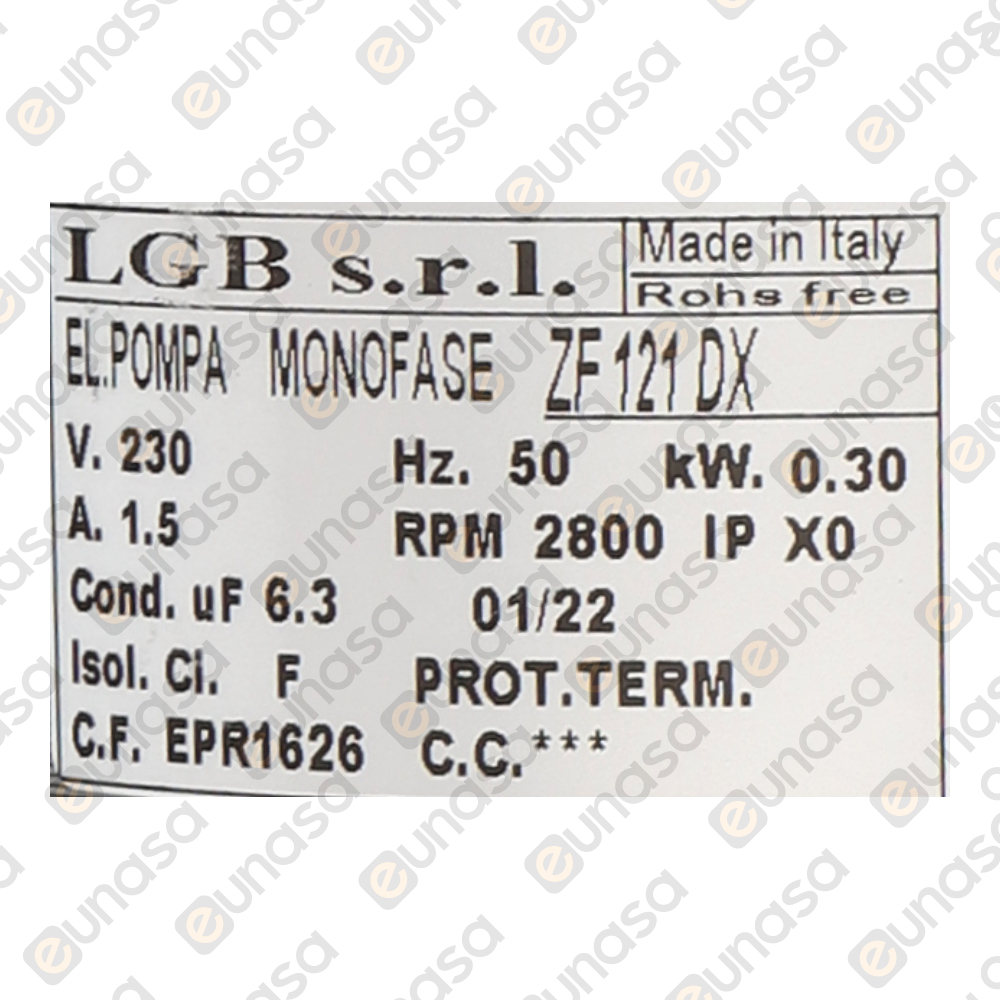 LGB s.r.l.
Made in Italy
Rohs free
EL.POMPA MONOFASE ZF 121 DX
V. 230 Hz. 50 kW. 0.30
A. 1.5 RPM 2800 IP X0
Cond. uF 6.3 01/22
Isol. Cl. F PROT.TERM.
C.F. EPR1626 C.C. ***
eunasa